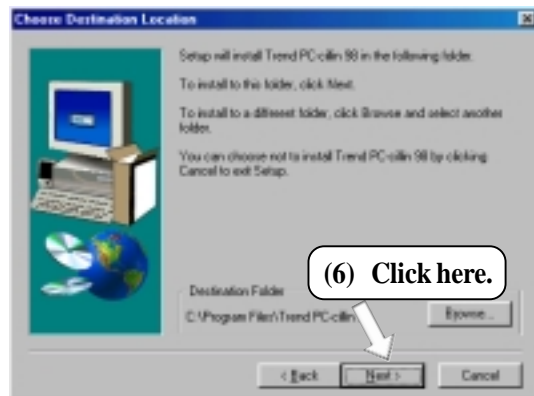 Choose Destination Location
Setup will install Trend PC-cillin 98 in the following folder.
To install to this folder, click Next.
To install to a different folder, click Browse and select another
folder.
You can choose not to install Trend PC-cillin 98 by clicking
Cancel to exit Setup.
(6) Click here.
Destination Folder
C:\Program Files\Trend PC-cillin
Browse...
< Back
Next >
Cancel